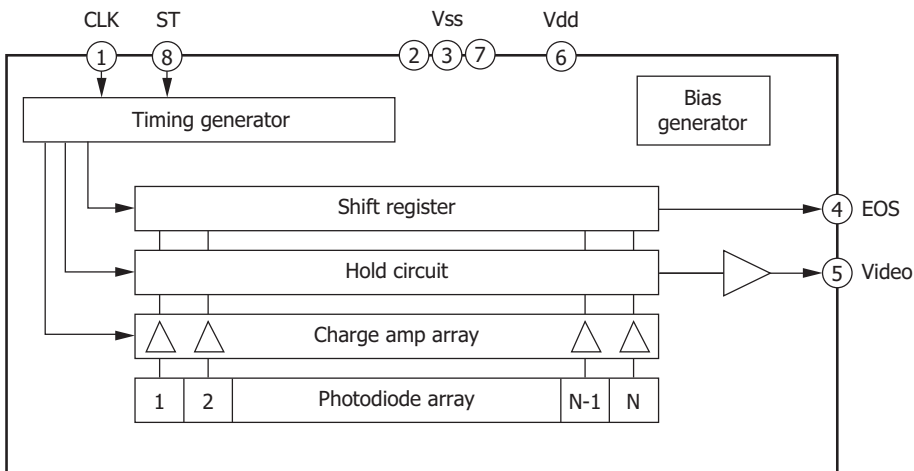 CLK ST Vss Vdd
1 8 2 3 7 6
Timing generator
Bias
generator
Shift register
4 EOS
Hold circuit
5 Video
Charge amp array
1 2 Photodiode array N-1 N